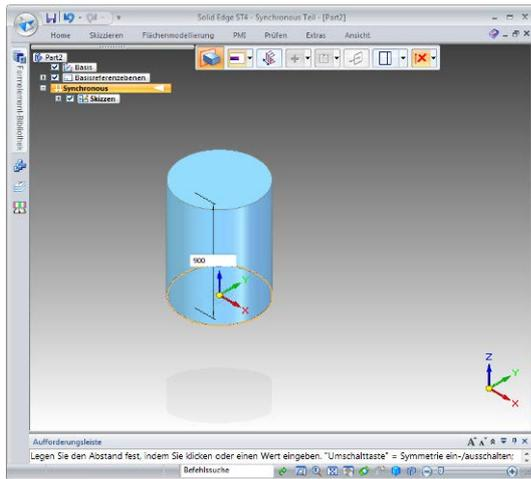 Solid Edge ST4 - Synchronous Teil - [Part2]
Home Skizzieren Flächenmodellierung PMI Prüfen Extras Ansicht
Part2
Basis
Basisreferenzebenen
Synchronous
Skizzen
Formelement-Bibliothek
900
Y
X
Z
Y
X
Aufforderungsleiste
Legen Sie den Abstand fest, indem Sie klicken oder einen Wert eingeben. "Umschalttaste" = Symmetrie ein-/ausschalten;
Befehlssuche